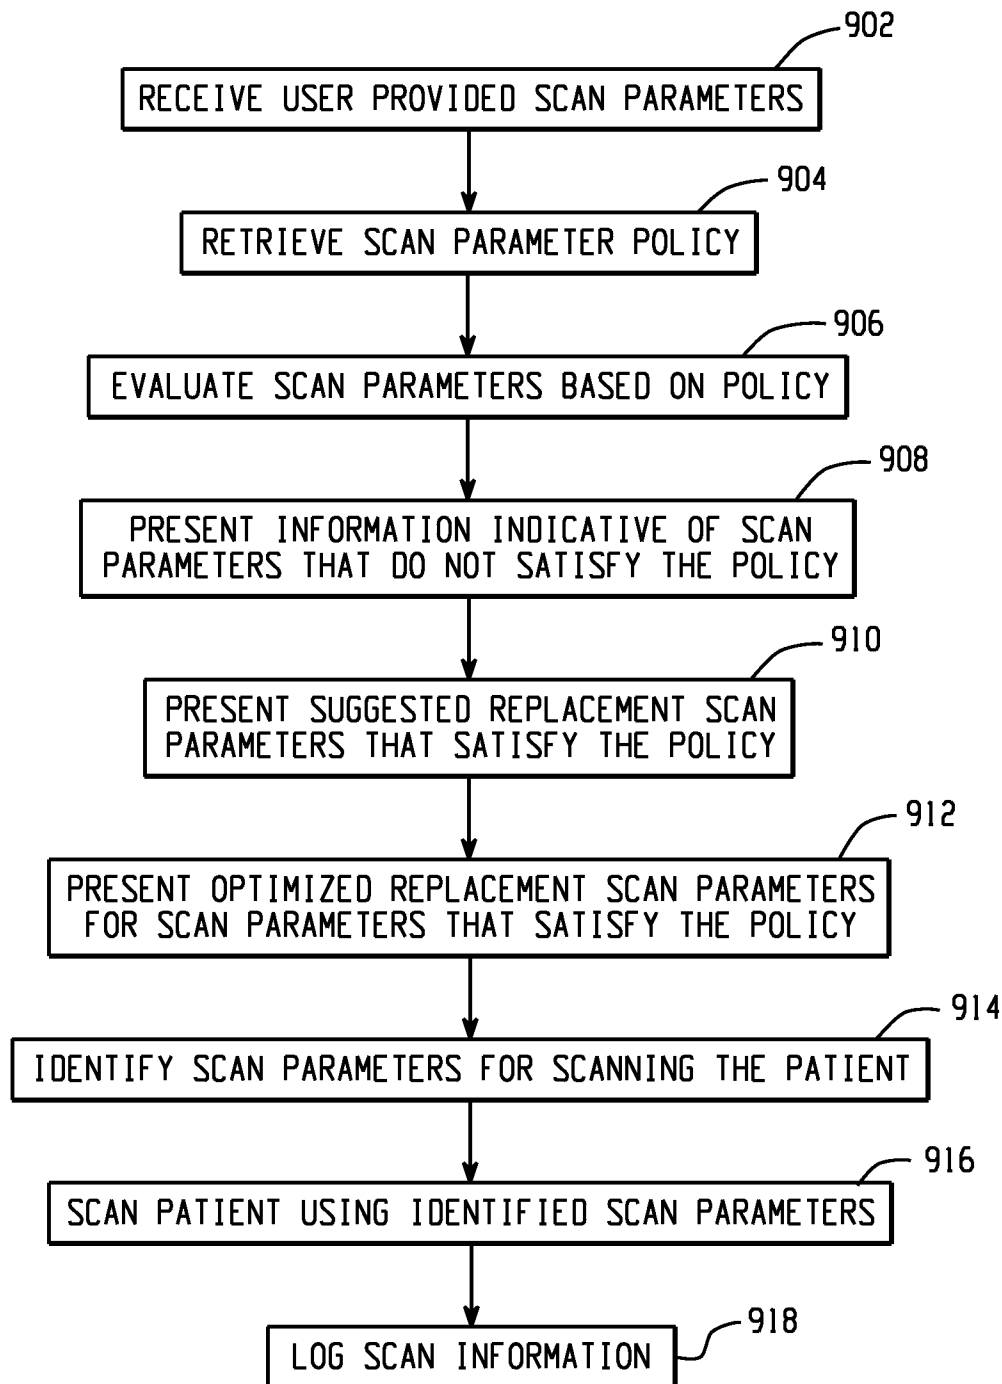 902
RECEIVE USER PROVIDED SCAN PARAMETERS
904
RETRIEVE SCAN PARAMETER POLICY
906
EVALUATE SCAN PARAMETERS BASED ON POLICY
908
PRESENT INFORMATION INDICATIVE OF SCAN
PARAMETERS THAT DO NOT SATISFY THE POLICY
910
PRESENT SUGGESTED REPLACEMENT SCAN
PARAMETERS THAT SATISFY THE POLICY
912
PRESENT OPTIMIZED REPLACEMENT SCAN PARAMETERS
FOR SCAN PARAMETERS THAT SATISFY THE POLICY
914
IDENTIFY SCAN PARAMETERS FOR SCANNING THE PATIENT
916
SCAN PATIENT USING IDENTIFIED SCAN PARAMETERS
918
LOG SCAN INFORMATION